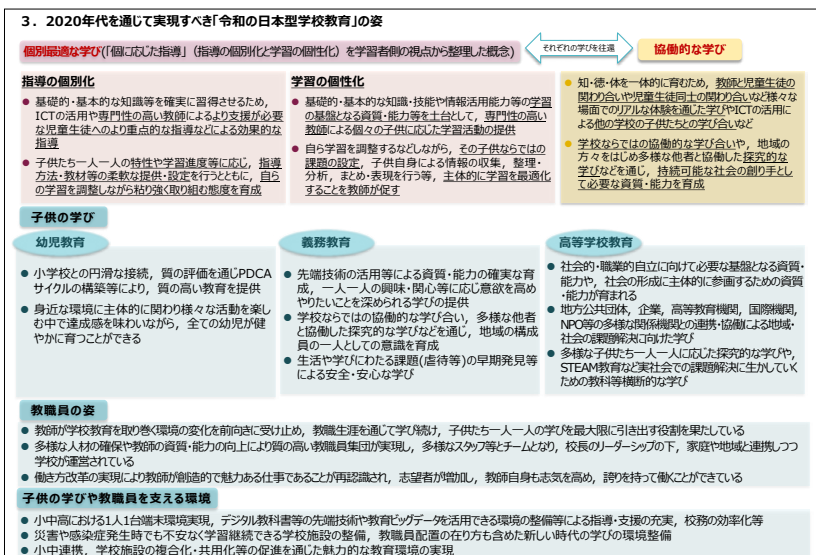 3．2020年代を通じて実現すべき「令和の日本型学校教育」の姿
個別最適な学び(「個に応じた指導」（指導の個別化と学習の個性化）を学習者側の視点から整理した概念)
それぞれの学びを往還
協働的な学び
指導の個別化
● 基礎的・基本的な知識等を確実に習得させるため，
ICTの活用や専門性の高い教師によるより支援が必
要な児童生徒へのより重点的な指導などによる効果的な
指導
● 子供たち一人一人の特性や学習進度等に応じ，指導
方法・教材等の柔軟な提供・設定を行うとともに，自ら
の学習を調整しながら粘り強く取り組む態度を育成
学習の個性化
● 基礎的・基本的な知識・技能や情報活用能力等の学習
の基盤となる資質・能力等を土台として，専門性の高い
教師による個々の子供に応じた学習活動の提供
● 自ら学習を調整するなどしながら，その子供ならではの
課題の設定，子供自身による情報の収集，整理・
分析，まとめ・表現を行う等，主体的に学習を最適化
することを教師が促す
● 知・徳・体を一体的に育むため，教師と児童生徒の
関わり合いや児童生徒同士の関わり合いなど様々な
場面でのリアルな体験を通じた学びやICTの活用によ
る他の学校の子供たちとの学び合いなど
● 学校ならではの協働的な学び合いや，地域の
方々をはじめ多様な他者と協働した探究的な
学びなどを通じ，持続可能な社会の創り手とし
て必要な資質・能力を育成
子供の学び
幼児教育
● 小学校との円滑な接続，質の評価を通じPDCA
サイクルの構築等により，質の高い教育を提供
● 身近な環境に主体的に関わり様々な活動を楽し
む中で達成感を味わいながら，全ての幼児が健
やかに育つことができる
義務教育
● 先端技術の活用等による資質・能力の確実な育
成，一人一人の興味・関心等に応じ意欲を高め
やりたいことを深められる学びの提供
● 学校ならではの協働的な学び合い，多様な他者
と協働した探究的な学びなどを通じ，地域の構成
員の一人としての意識を育成
● 生活や学びにわたる課題(虐待等)の早期発見等
による安全・安心な学び
高等学校教育
● 社会的・職業的自立に向けて必要な基盤となる資質・
能力や，社会の形成に主体的に参画するための資質
・能力が育まれる
● 地方公共団体，企業，高等教育機関，国際機関，
NPO等の多様な関係機関との連携・協働による地域・
社会の課題解決に向けた学び
● 多様な子供たち一人一人に応じた探究的な学びや，
STEAM教育など実社会での課題解決に生かしていく
ための教科等横断的な学び
教職員の姿
● 教師が学校教育を取り巻く環境の変化を前向きに受け止め，教職生涯を通じて学び続け，子供たち一人一人の学びを最大限に引き出す役割を果たしている
● 多様な人材の確保や教師の資質・能力の向上により質の高い教職員集団が実現し，多様なスタッフ等とチームとなり，校長のリーダーシップの下，家庭や地域と連携しつつ
学校が運営されている
● 働き方改革の実現により教師が創造的で魅力ある仕事であることが再認識され，志望者が増加し，教師自身も志気を高め，誇りを持って働くことができている
子供の学びや教職員を支える環境
● 小中高における1人1台端末環境実現，デジタル教科書等の先端技術や教育ビッグデータを活用できる環境の整備等による指導・支援の充実，校務の効率化等
● 災害や感染症発生時でも不安なく学習継続できる学校施設の整備，教職員配置の在り方も含めた新しい時代の学びの環境整備
● 小中連携，学校施設の複合化・共用化等の促進を通じた魅力的な教育環境の実現